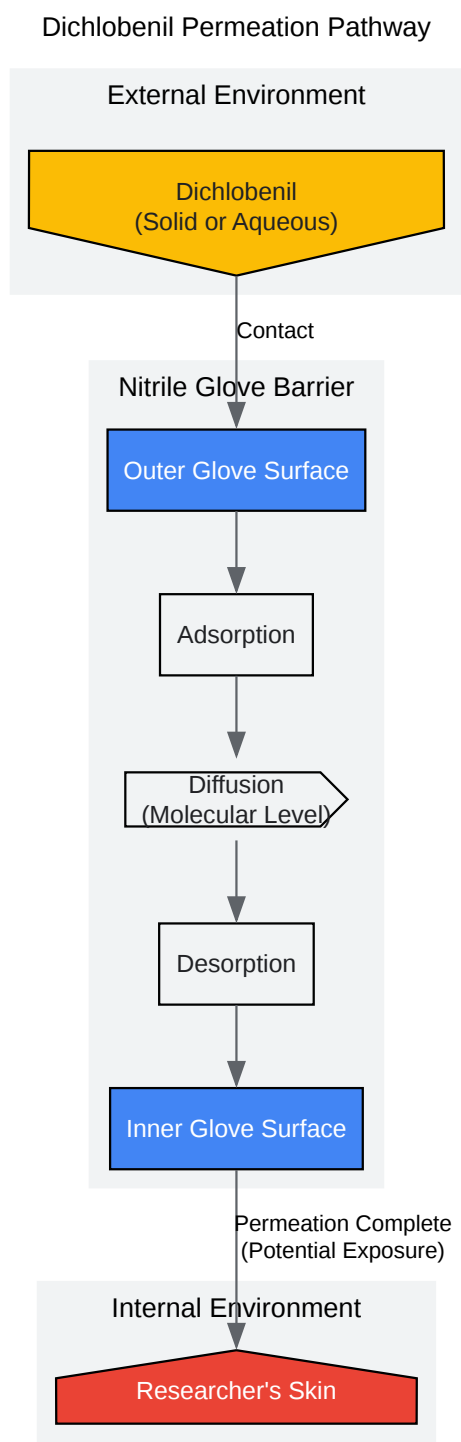 Dichlobenil Permeation Pathway
External Environment
Dichlobenil
(Solid or Aqueous)
Contact
Nitrile Glove Barrier
Outer Glove Surface
Adsorption
Diffusion
(Molecular Level)
Desorption
Inner Glove Surface
Permeation Complete
(Potential Exposure)
Internal Environment
Researcher's Skin